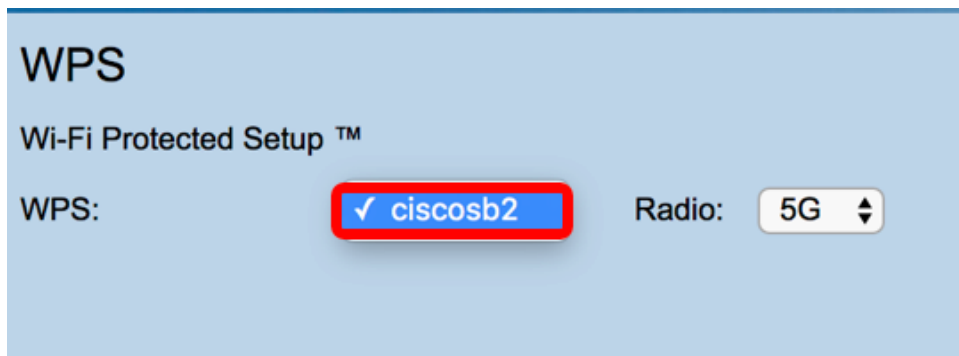 WPS
Wi-Fi Protected Setup ™
WPS: ✓ ciscosb2 Radio: 5G